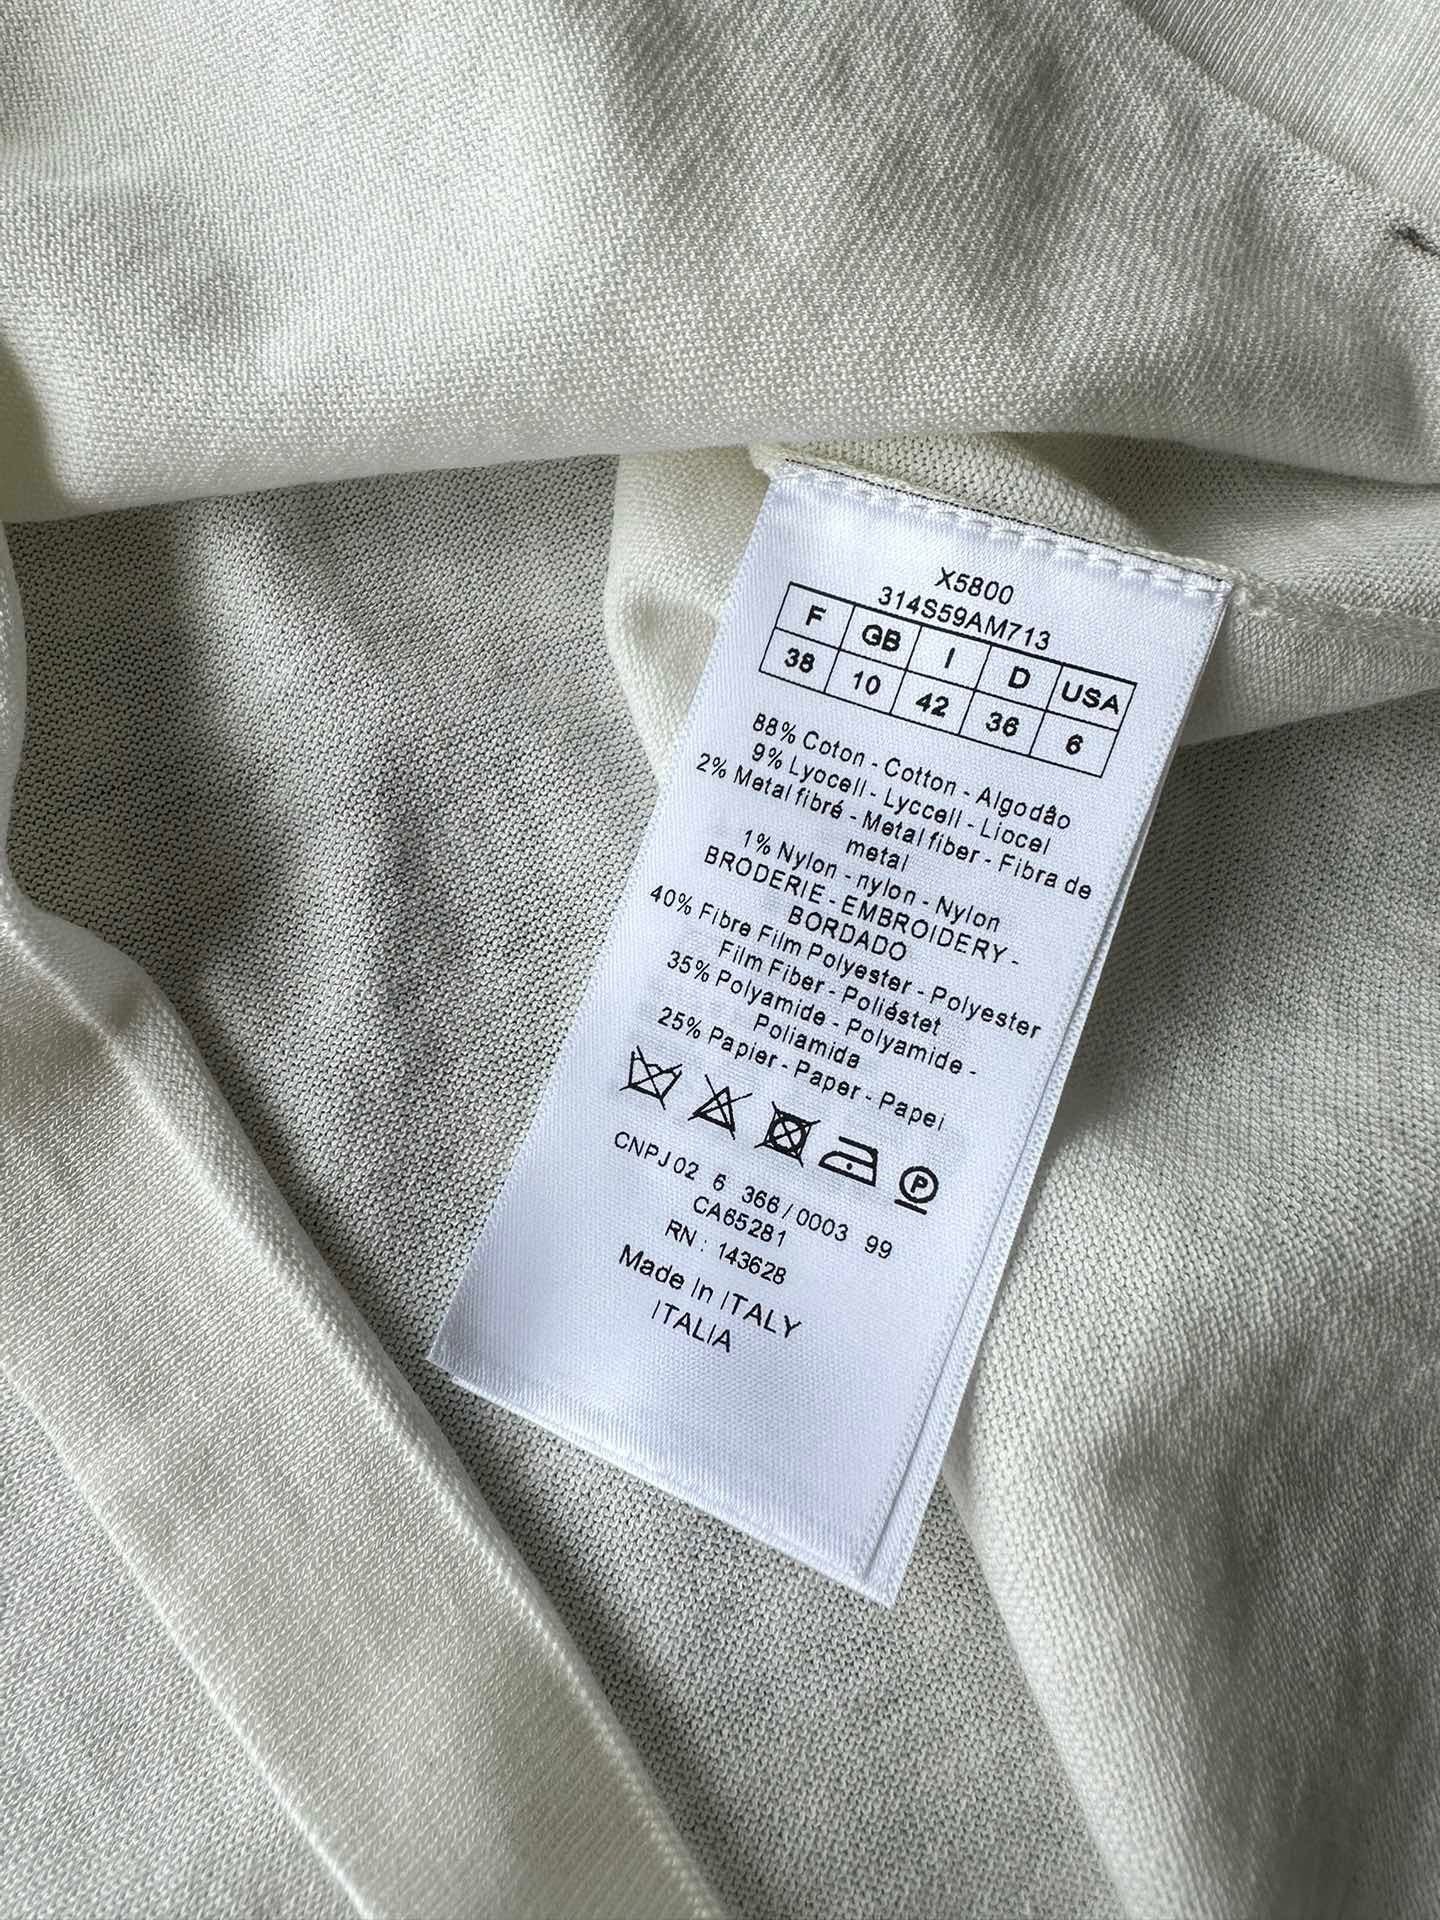 X5800
314S59AM713
F GB I D USA
38 10 42 36 6
88% Coton - Cotton - Algodâo
9% Lyocell - Lyccell - Liocel
2% Metal fibré - Metal fiber - Fibra de
metal
1% Nylon - nylon - Nylon
BRODERIE - EMBROIDERY -
BORDADO
40% Fibre Film Polyester - Polyester
Film Fiber - Poliéstet
35% Polyamide - Polyamide -
Poliamida
25% Papier - Paper - Papei
P
CNPJ 02 6 366/0003 99
CA65281
RN: 143628
Made In ITALY
ITALIA